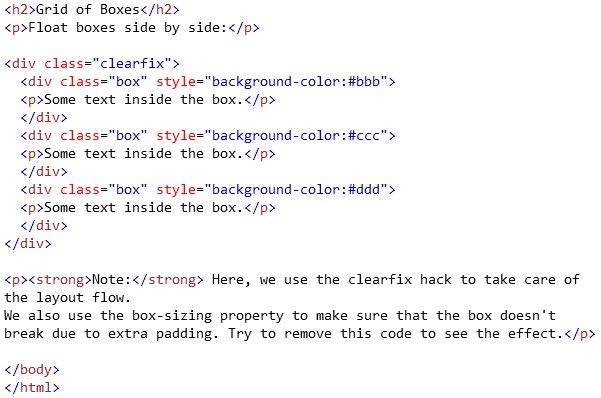 <h2>Grid of Boxes</h2>
<p>Float boxes side by side:</p>
<div class="clearfix">
<div class="box" style="background-color:#bbb">
<p>Some text inside the box.</p>
</div>
<div class="box" style="background-color:#ccc">
<p>Some text inside the box.</p>
</div>
<div class="box" style="background-color:#ddd">
<p>Some text inside the box.</p>
</div>
</div>
<p><strong>Note:</strong> Here, we use the clearfix hack to take care of
the layout flow.
We also use the box-sizing property to make sure that the box doesn't
break due to extra padding. Try to remove this code to see the effect.</p>
</body>
</html>